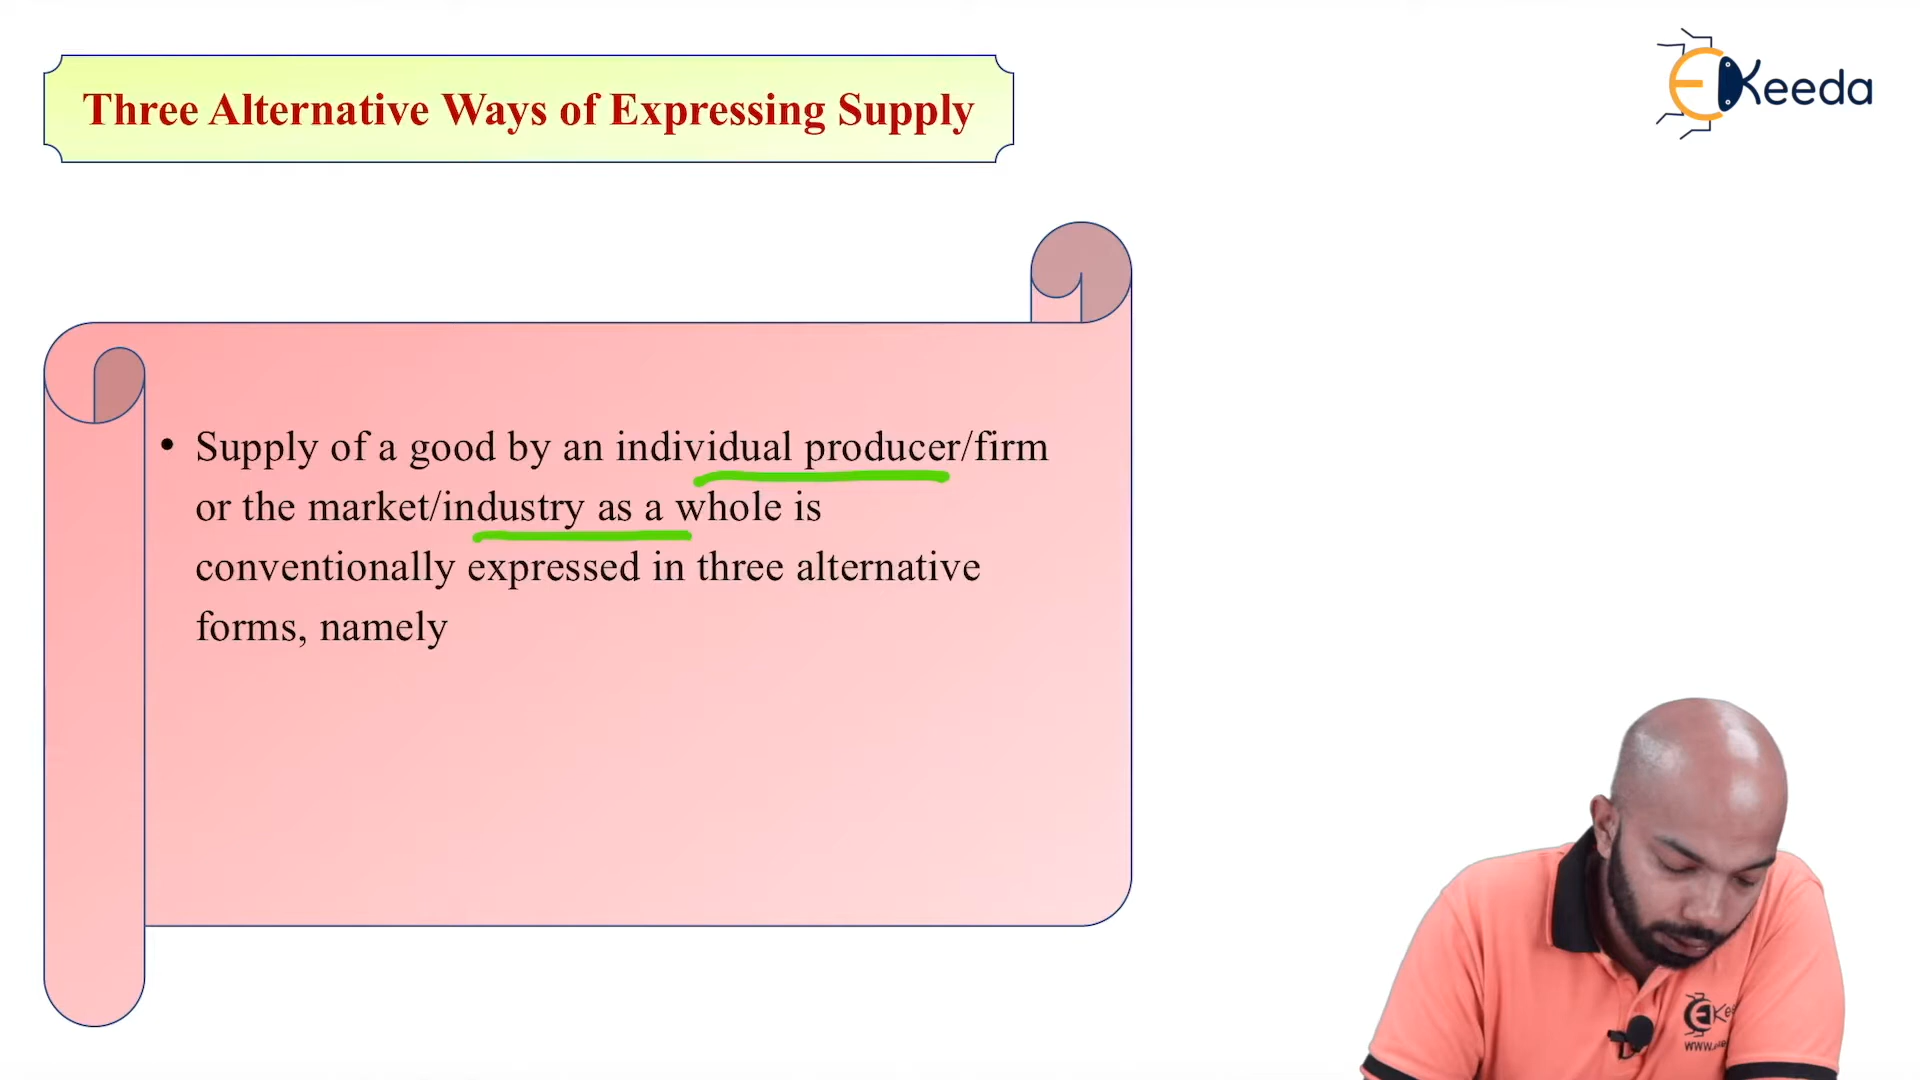 Three Alternative Ways of Expressing Supply
EKeeda
• Supply of a good by an individual producer/firm
or the market/industry as a whole is
conventionally expressed in three alternative
forms, namely